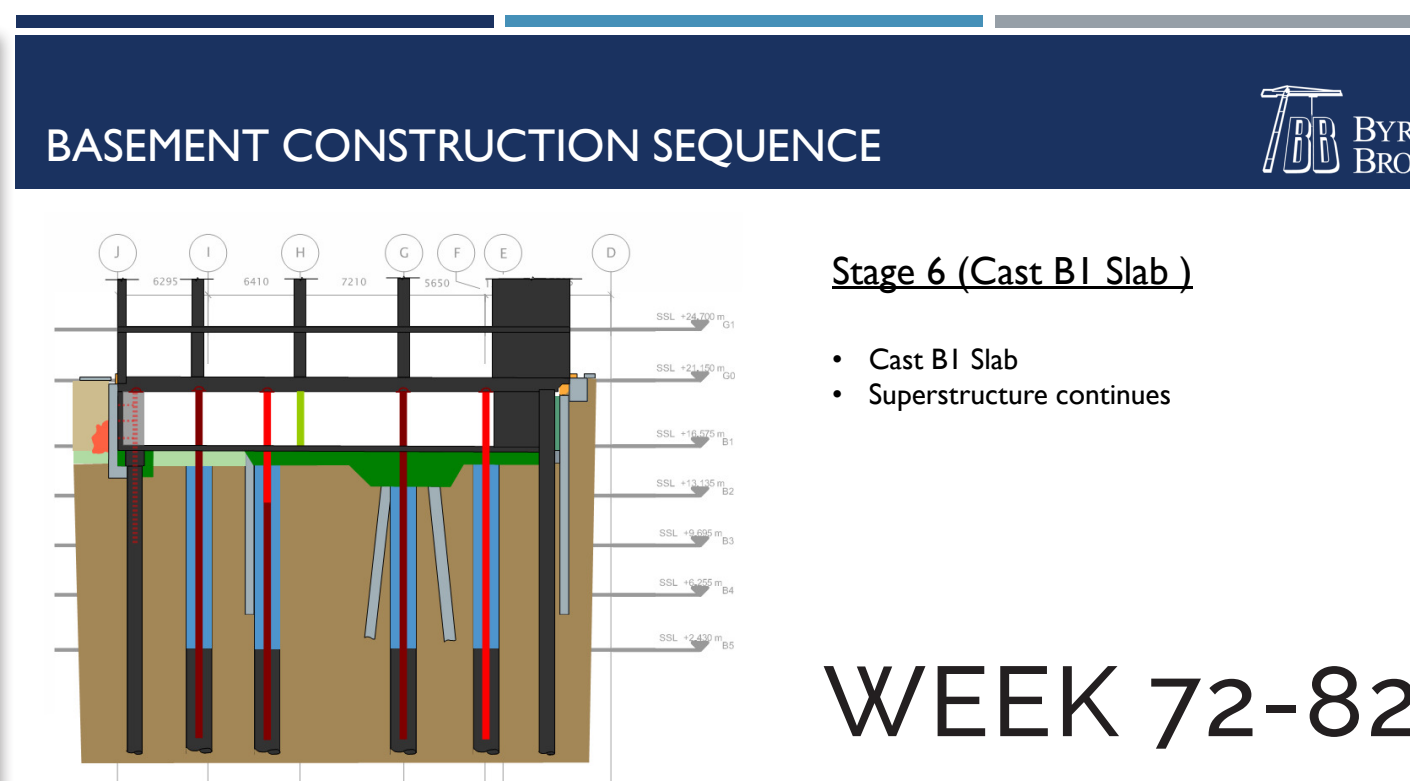 BASEMENT CONSTRUCTION SEQUENCE
BB
J I H G F E D
6295 6410 7210 5650
SSL +24,700 m G1
SSL +21,150 m G0
SSL +16,575 m B1
SSL +13,135 m B2
SSL +9,695 m B3
SSL +6,255 m B4
SSL +2,430 m B5
Stage 6 (Cast B1 Slab )
• Cast B1 Slab
• Superstructure continues
WEEK 72-82